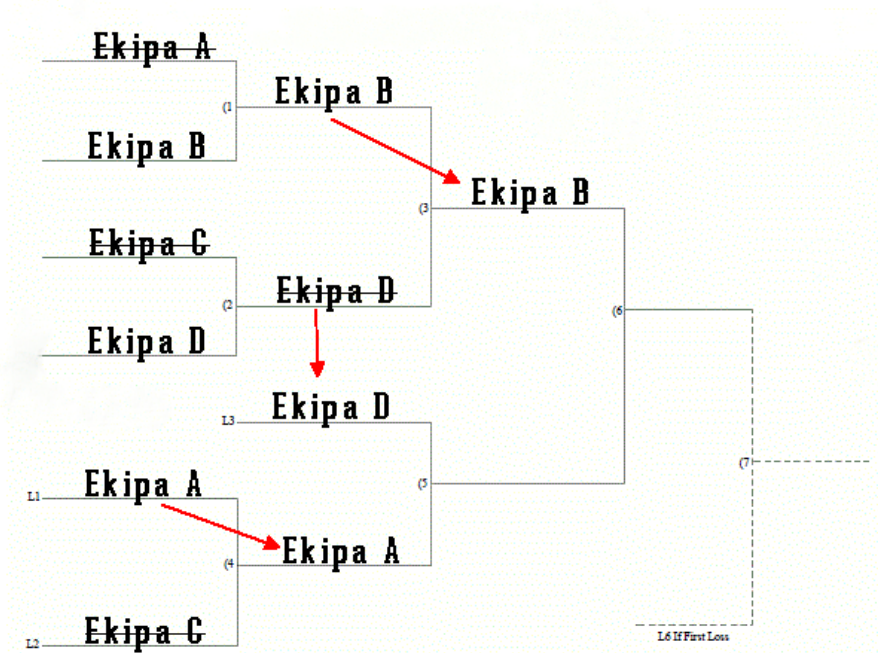 Ekipa A
(1
Ekipa B
Ekipa B
(3
Ekipa B
Ekipa C
(2
Ekipa D
Ekipa D
(6
L3
Ekipa D
(5
(7
L1
Ekipa A
(4
Ekipa A
L2
Ekipa C
L6 If First Loss